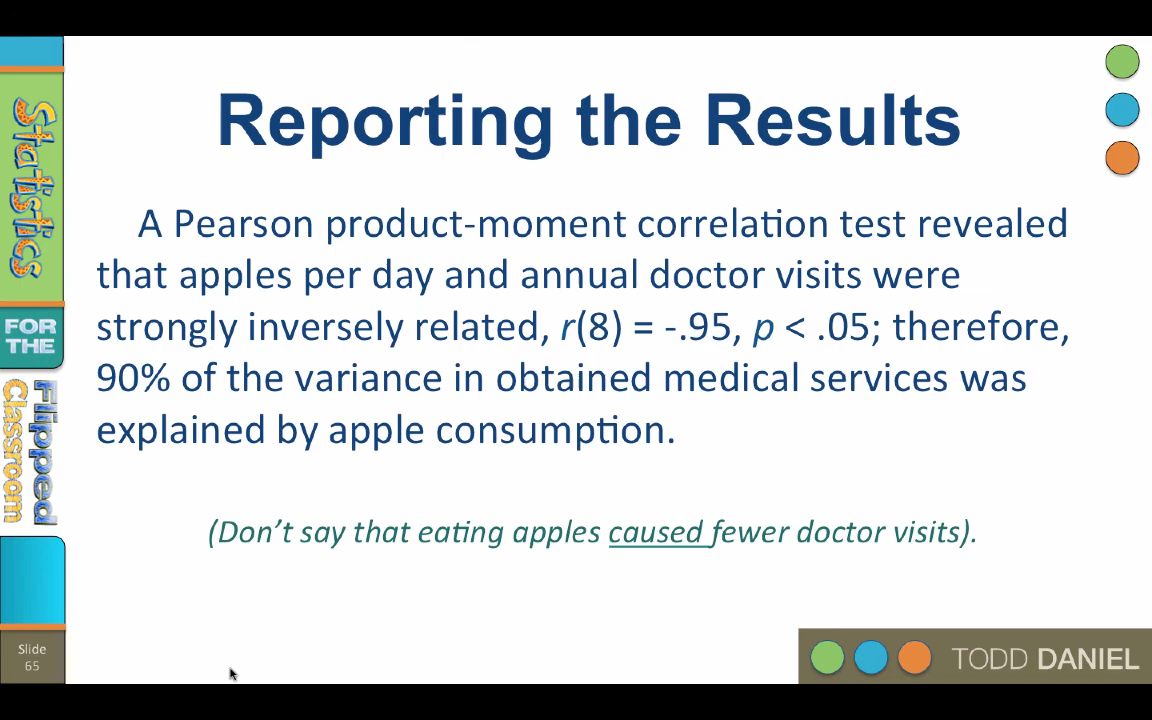 Reporting the Results
A Pearson product-moment correlation test revealed
that apples per day and annual doctor visits were
strongly inversely related, r(8) = -.95, p < .05; therefore,
90% of the variance in obtained medical services was
explained by apple consumption.
(Don’t say that eating apples caused fewer doctor visits).
Statistics
FOR THE
Flipped
Classroom
Slide
65
TODD DANIEL